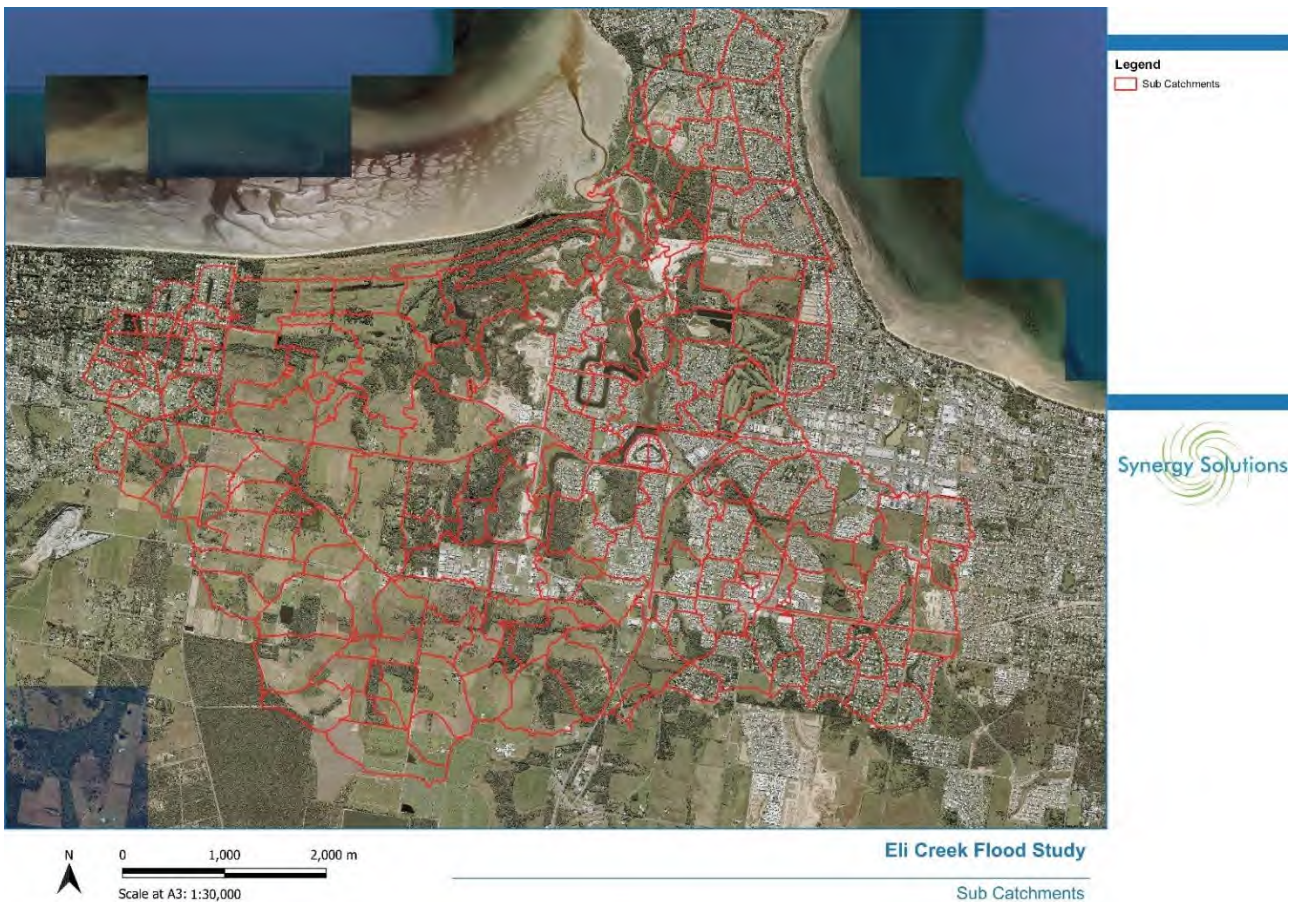 Legend
Sub Catchments
Synergy Solutions
N
0 1,000 2,000 m
Scale at A3: 1:30,000
Eli Creek Flood Study
Sub Catchments